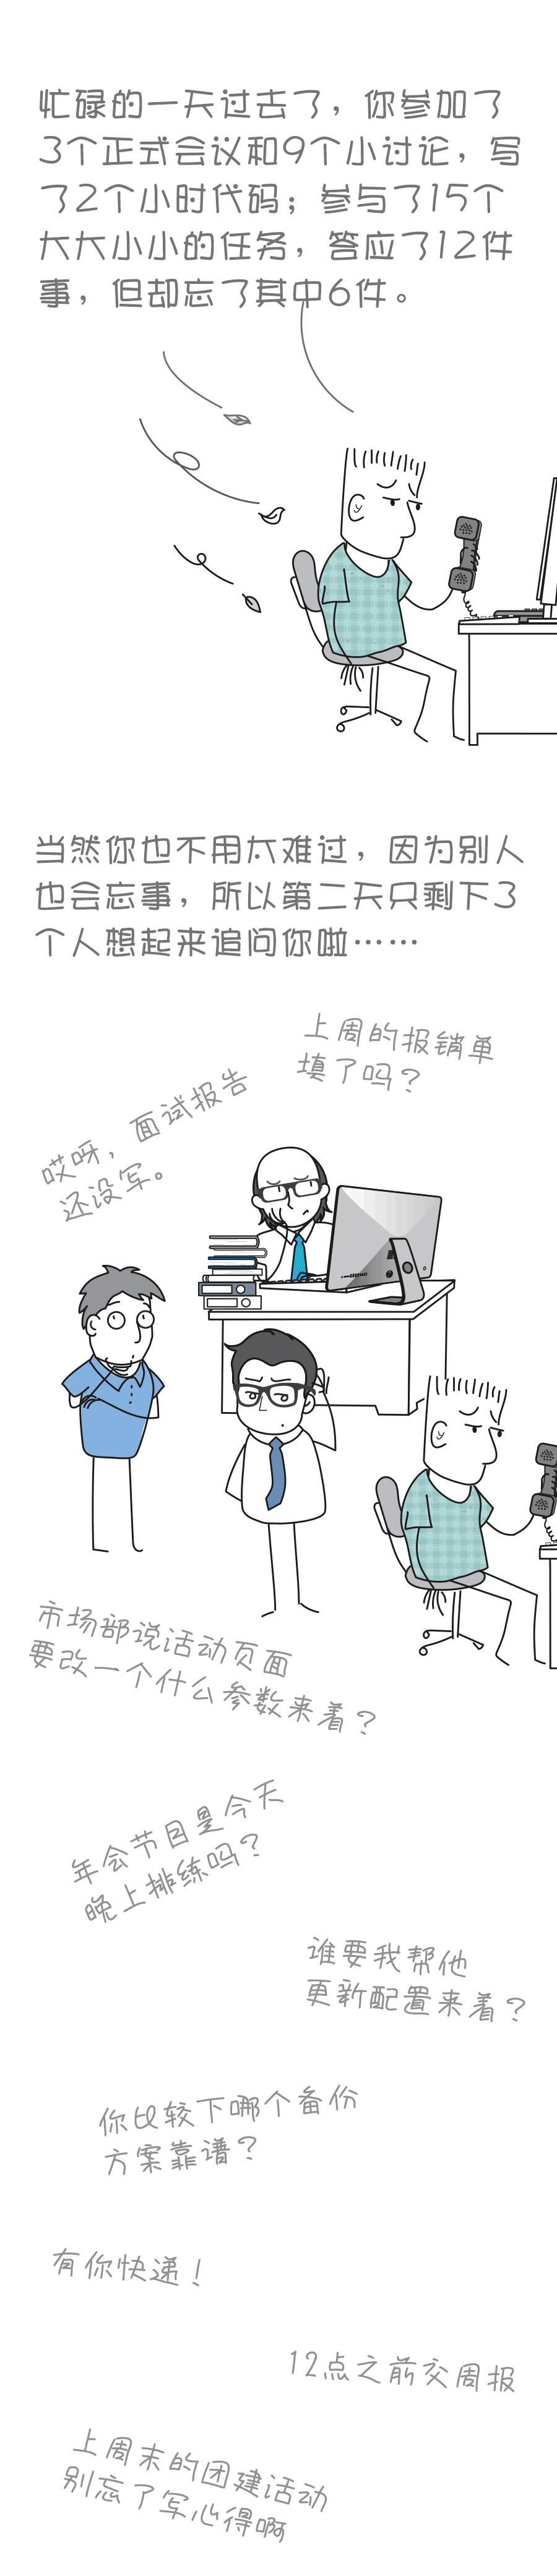 忙碌的一天过去了，你参加了
3个正式会议和9个小讨论，写
了2个小时代码；参与了15个
大大小小的任务，答应了12件
事，但却忘了其中6件。
当然你也不用太难过，因为别人
也会忘事，所以第二天只剩下3
个人想起来追问你啦……
上周的报销单
填了吗？
哎呀，面试报告
还没写。
市场部说活动页面
要改一个什么参数来着？
年会节目是今天
晚上排练吗？
谁要我帮他
更新配置来着？
你比较下哪个备份
方案靠谱？
有你快递！
12点之前交周报
上周末的团建活动
别忘了写心得啊